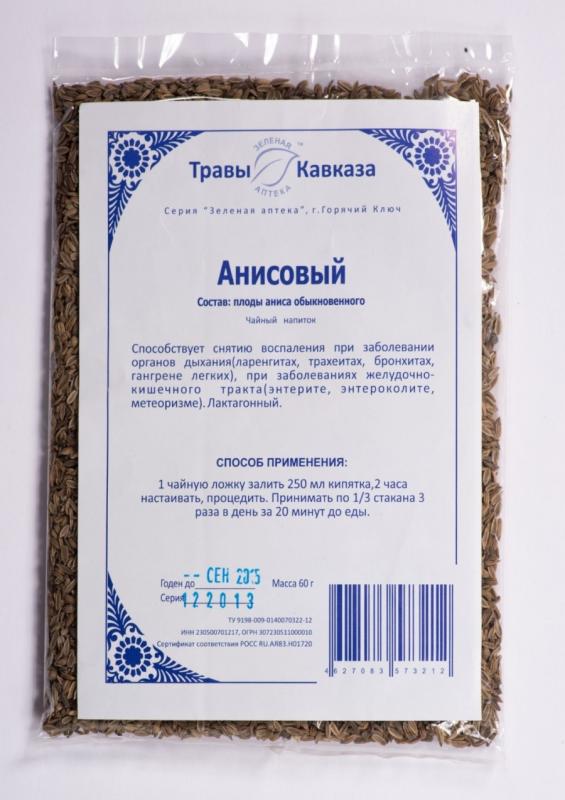 ЗЕЛЕНАЯ ™
Травы Кавказа
АПТЕКА
Серия "Зеленая аптека", г.Горячий Ключ
Анисовый
Состав: плоды аниса обыкновенного
Чайный напиток
Способствует снятию воспаления при заболевании
органов дыхания(ларенгитах, трахеитах, бронхитах,
гангрене легких), при заболеваниях желудочно-
кишечного тракта(энтерите, энтероколите,
метеоризме). Лактагонный.
СПОСОБ ПРИМЕНЕНИЯ:
1 чайную ложку залить 250 мл кипятка,2 часа
настаивать, процедить. Принимать по 1/3 стакана 3
раза в день за 20 минут до еды.
Годен до -- СЕН 2015 Масса 60 г
Серия 122013
ТУ 9198-009-0140070322-12
ИНН 230500701217, ОГРН 307230511000010
Сертификат соответствия РОСС RU.АЯ83.Н01720
4627083 573212